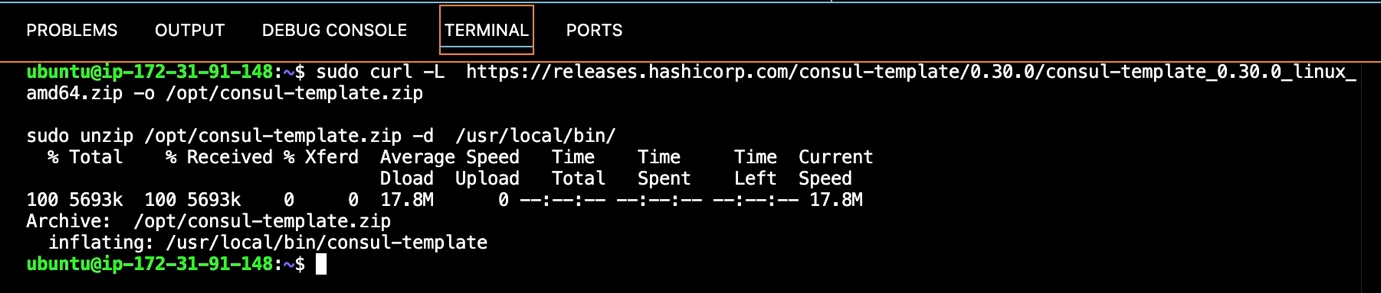 PROBLEMS OUTPUT DEBUG CONSOLE TERMINAL PORTS
ubuntu@ip-172-31-91-148:~$ sudo curl -L  https://releases.hashicorp.com/consul-template/0.30.0/consul-template_0.30.0_linux_
amd64.zip -o /opt/consul-template.zip
sudo unzip /opt/consul-template.zip -d  /usr/local/bin/
  % Total    % Received % Xferd  Average Speed   Time    Time     Time  Current
                                 Dload  Upload   Total   Spent    Left  Speed
100 5693k  100 5693k    0     0  17.8M      0 --:--:-- --:--:-- --:--:-- 17.8M
Archive:  /opt/consul-template.zip
  inflating: /usr/local/bin/consul-template
ubuntu@ip-172-31-91-148:~$